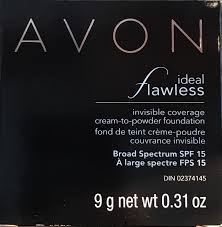 AVON
ideal
flawless
invisible coverage
cream-to-powder foundation
fond de teint crème-poudre
couvrance invisible
Broad Spectrum SPF 15
À large spectre FPS 15
DIN 02374145
9 g net wt 0.31 oz